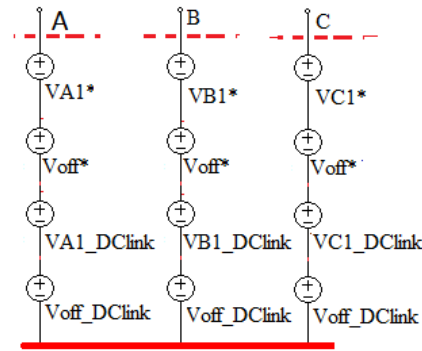 A B C
VA1* VB1* VC1*
Voff* Voff* Voff*
VA1_DClink VB1_DClink VC1_DClink
Voff_DClink Voff_DClink Voff_DClink